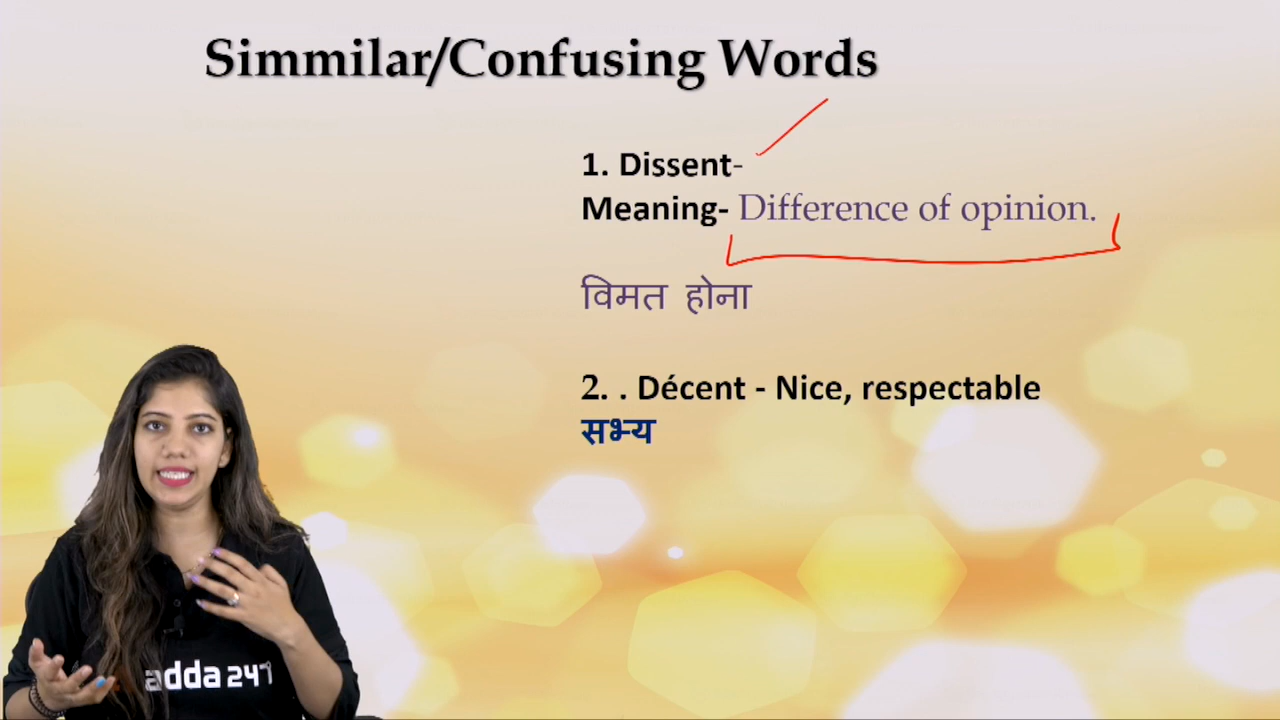 Simmilar/Confusing Words
1. Dissent-
Meaning- Difference of opinion.
विमत होना
2. . Décent - Nice, respectable
सभ्य
adda 247